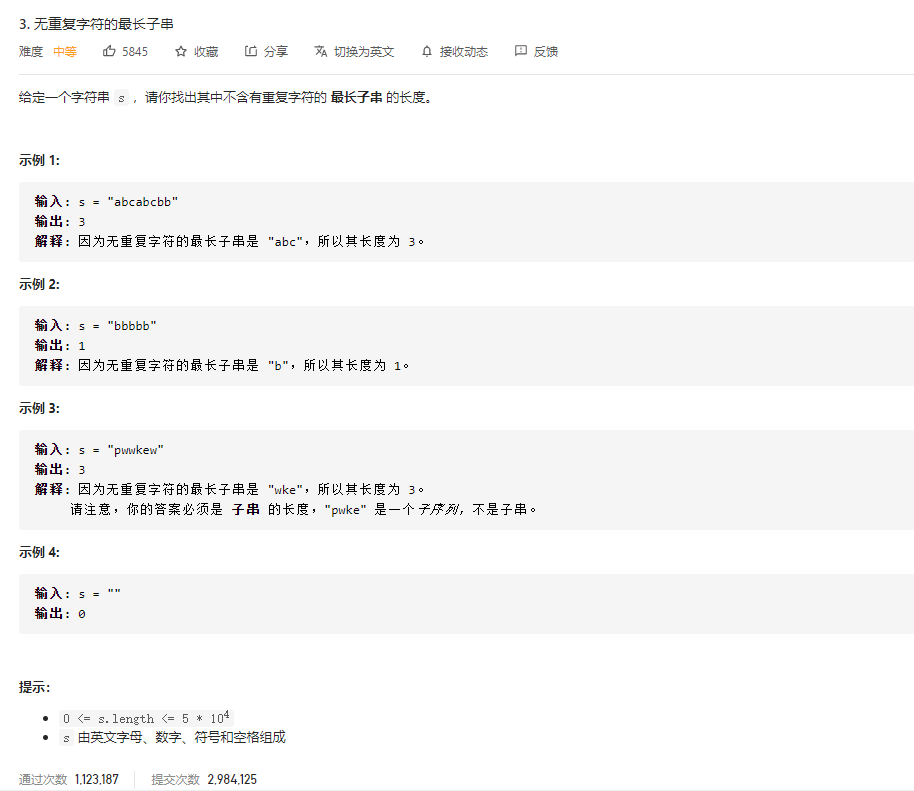 3. 无重复字符的最长子串
难度 中等 5845 收藏 分享 切换为英文 接收动态 反馈
给定一个字符串 s ，请你找出其中不含有重复字符的 最长子串 的长度。
示例 1:
输入: s = "abcabcbb"
输出: 3
解释: 因为无重复字符的最长子串是 "abc"，所以其长度为 3。
示例 2:
输入: s = "bbbbb"
输出: 1
解释: 因为无重复字符的最长子串是 "b"，所以其长度为 1。
示例 3:
输入: s = "pwwkew"
输出: 3
解释: 因为无重复字符的最长子串是 "wke"，所以其长度为 3。
请注意，你的答案必须是 子串 的长度，"pwke" 是一个子序列，不是子串。
示例 4:
输入: s = ""
输出: 0
提示：
• 0 <= s.length <= 5 * 10⁴
• s 由英文字母、数字、符号和空格组成
通过次数 1,123,187 提交次数 2,984,125